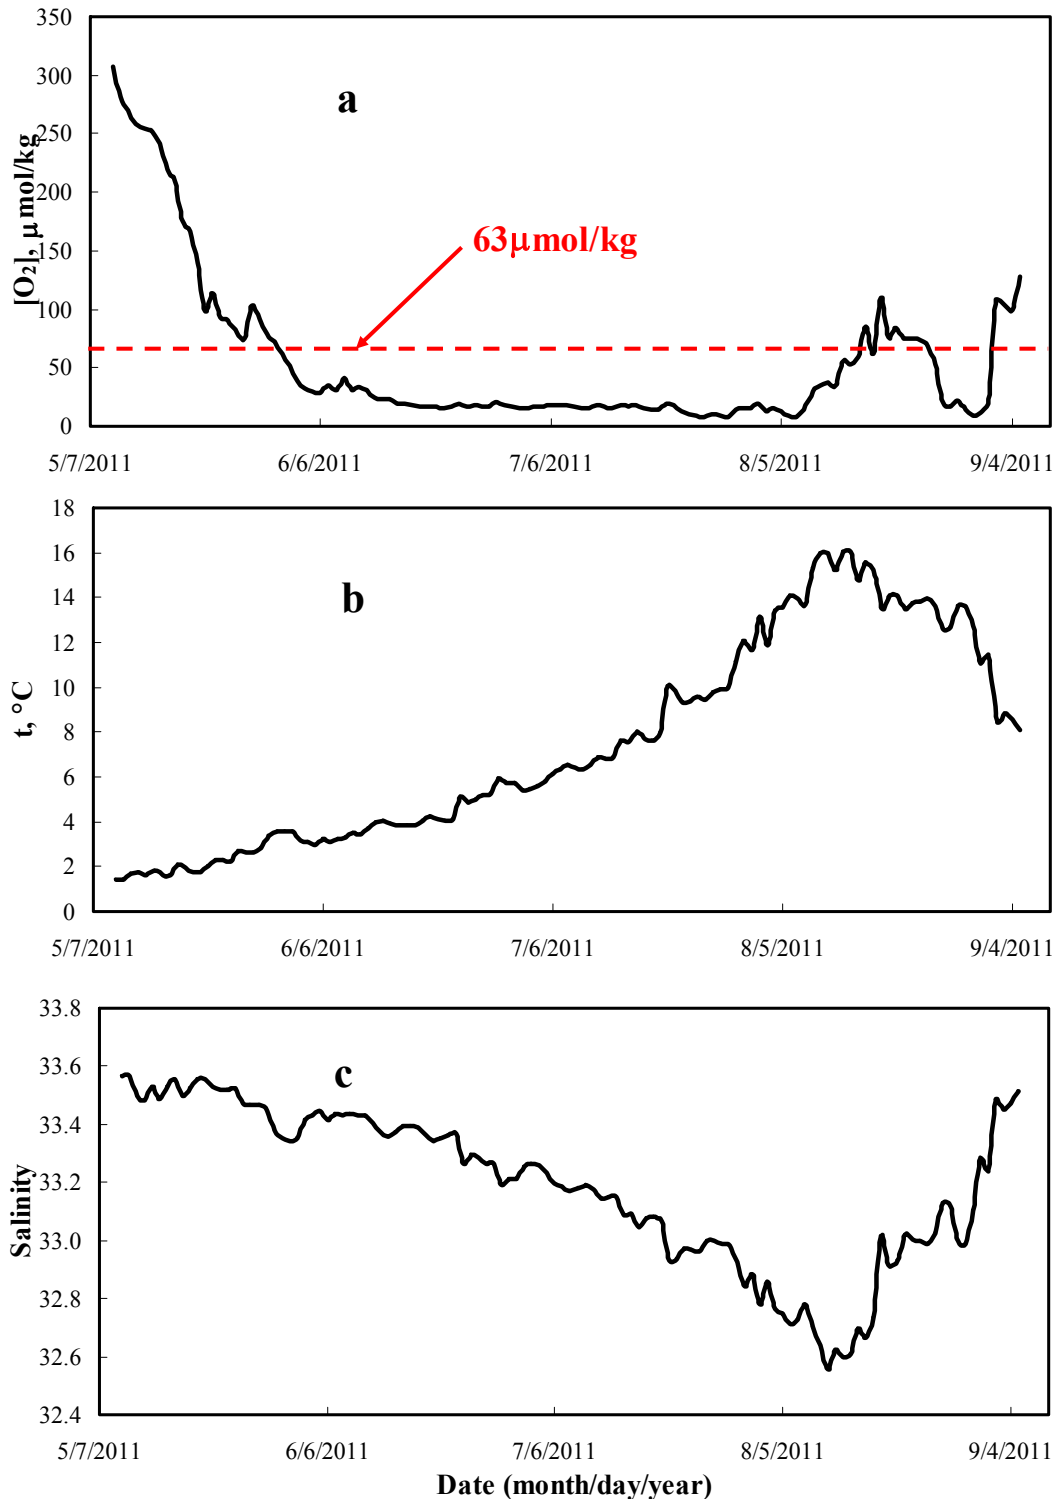 350
300
250
200
150
100
50
0
[O₂], μmol/kg
a
63μmol/kg
5/7/2011 6/6/2011 7/6/2011 8/5/2011 9/4/2011
18
16
14
12
10
8
6
4
2
0
t, °C
b
5/7/2011 6/6/2011 7/6/2011 8/5/2011 9/4/2011
33.8
33.6
33.4
33.2
33.0
32.8
32.6
32.4
Salinity
c
5/7/2011 6/6/2011 7/6/2011 8/5/2011 9/4/2011
Date (month/day/year)